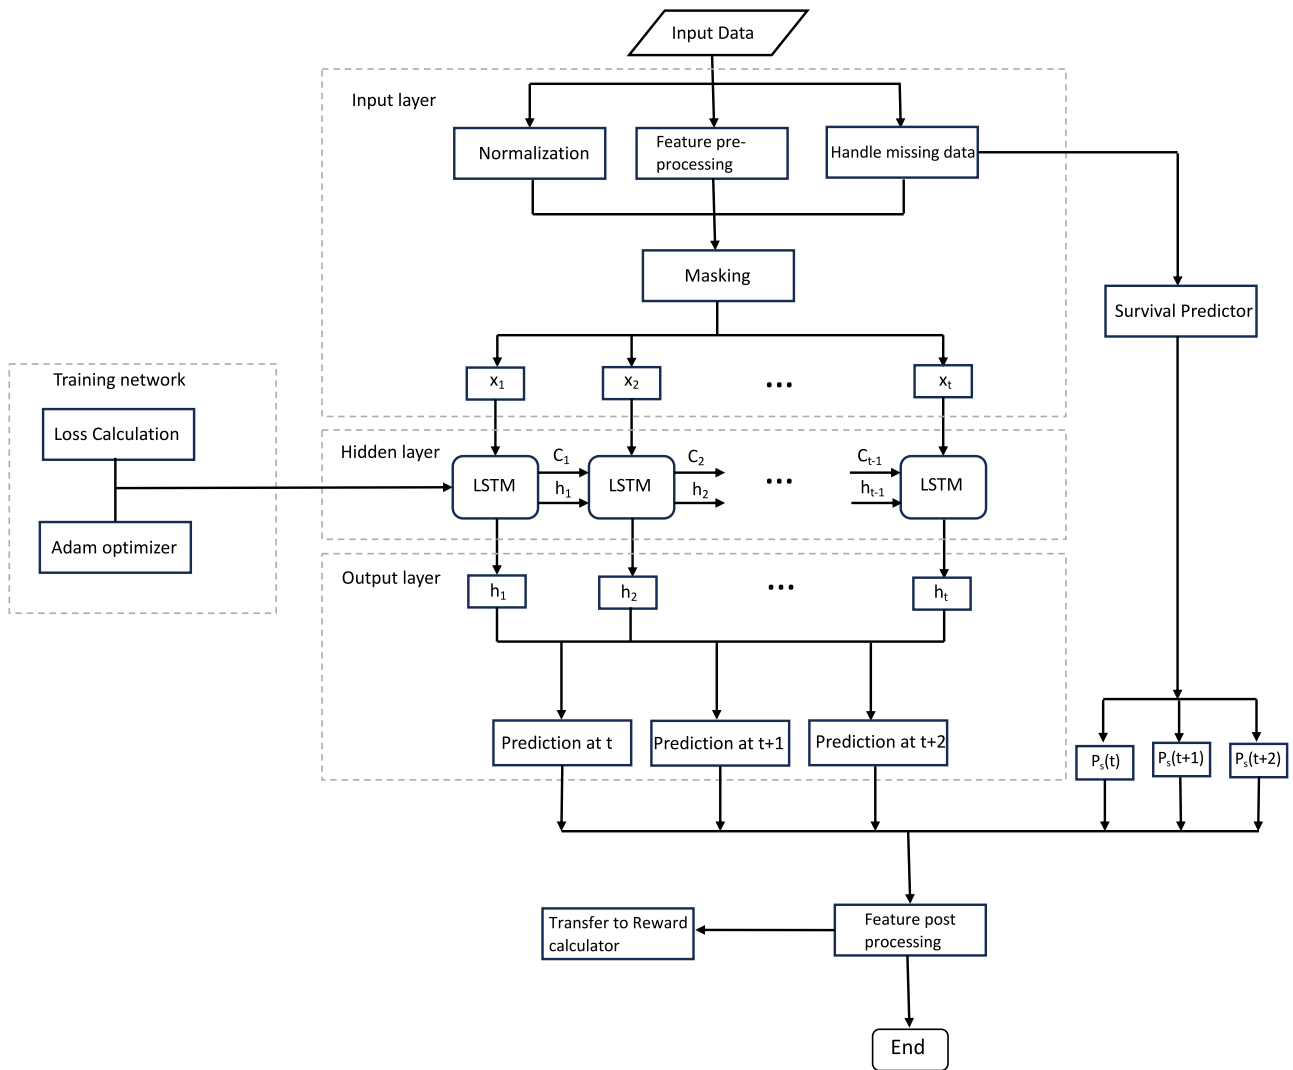 Input Data
Input layer
Normalization
Feature pre-
processing
Handle missing data
Masking
Survival Predictor
Training network
Loss Calculation
Adam optimizer
x1
x2
...
xt
Hidden layer
LSTM
C1
h1
LSTM
C2
h2
...
Ct-1
ht-1
LSTM
Output layer
h1
h2
...
ht
Prediction at t
Prediction at t+1
Prediction at t+2
Ps(t)
Ps(t+1)
Ps(t+2)
Transfer to Reward
calculator
Feature post
processing
End